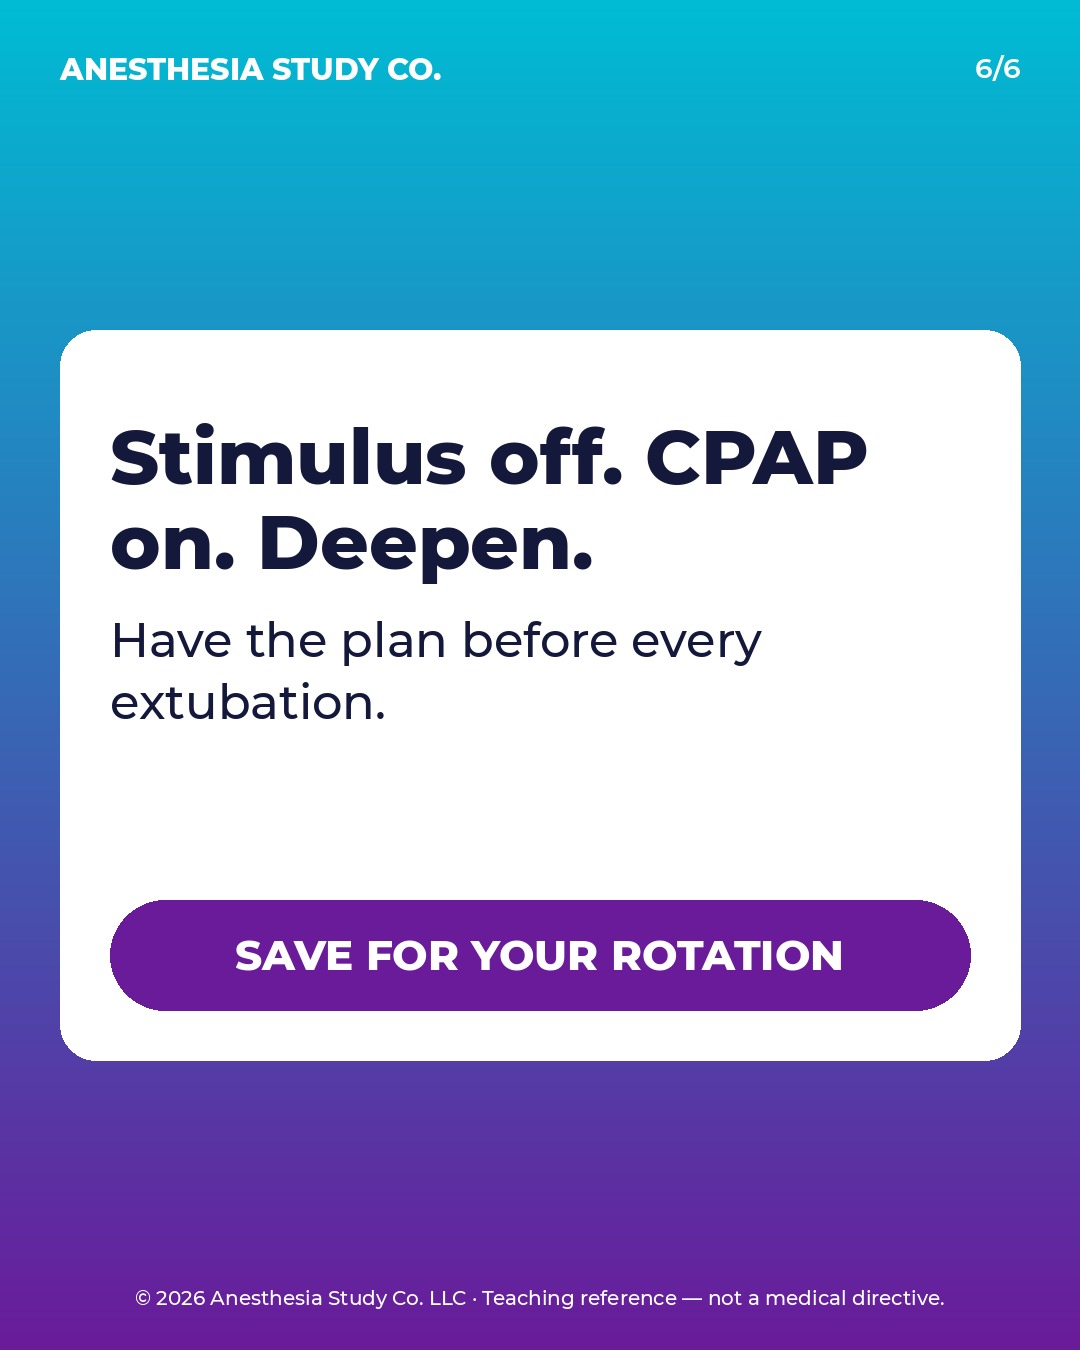 ANESTHESIA STUDY CO.
6/6
Stimulus off. CPAP
on. Deepen.
Have the plan before every
extubation.
SAVE FOR YOUR ROTATION
© 2026 Anesthesia Study Co. LLC · Teaching reference — not a medical directive.